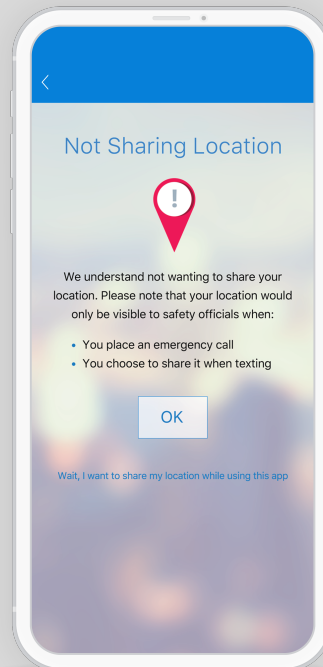 Not Sharing Location
!
We understand not wanting to share your
location. Please note that your location would
only be visible to safety officials when:
• You place an emergency call
• You choose to share it when texting
OK
Wait, I want to share my location while using this app